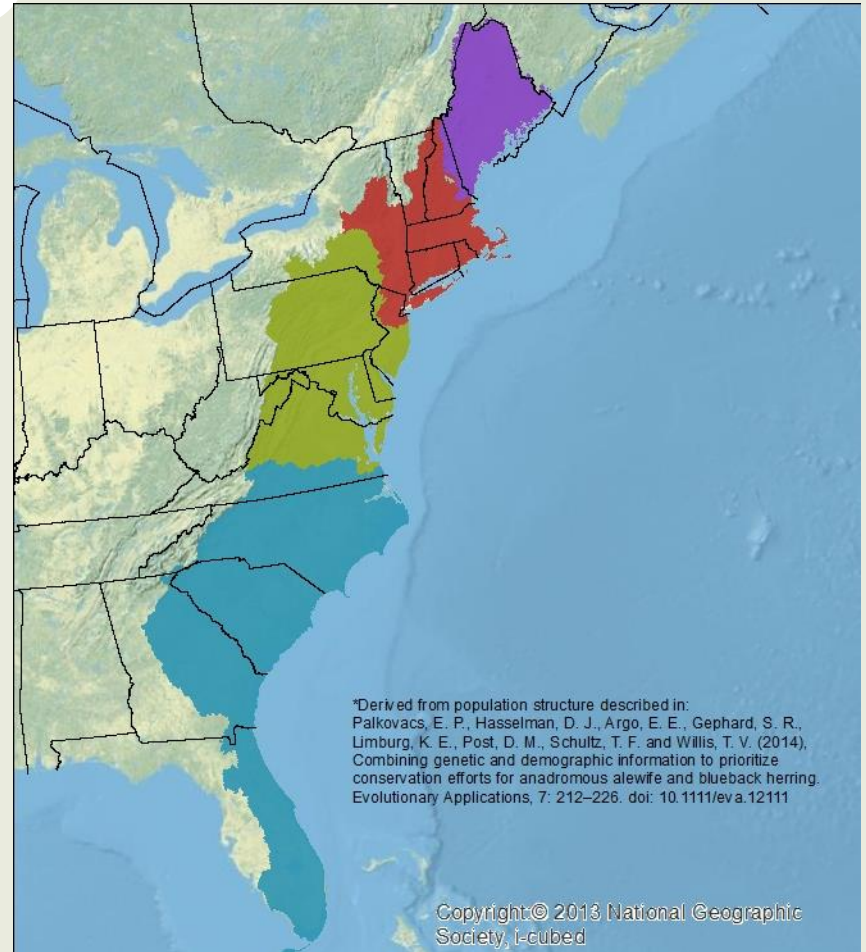 *Derived from population structure described in:
Palkovacs, E. P., Hasselman, D. J., Argo, E. E., Gephard, S. R.,
Limburg, K. E., Post, D. M., Schultz, T. F. and Willis, T. V. (2014),
Combining genetic and demographic information to prioritize
conservation efforts for anadromous alewife and blueback herring.
Evolutionary Applications, 7: 212–226. doi: 10.1111/eva.12111
Copyright:© 2013 National Geographic
Society, i-cubed